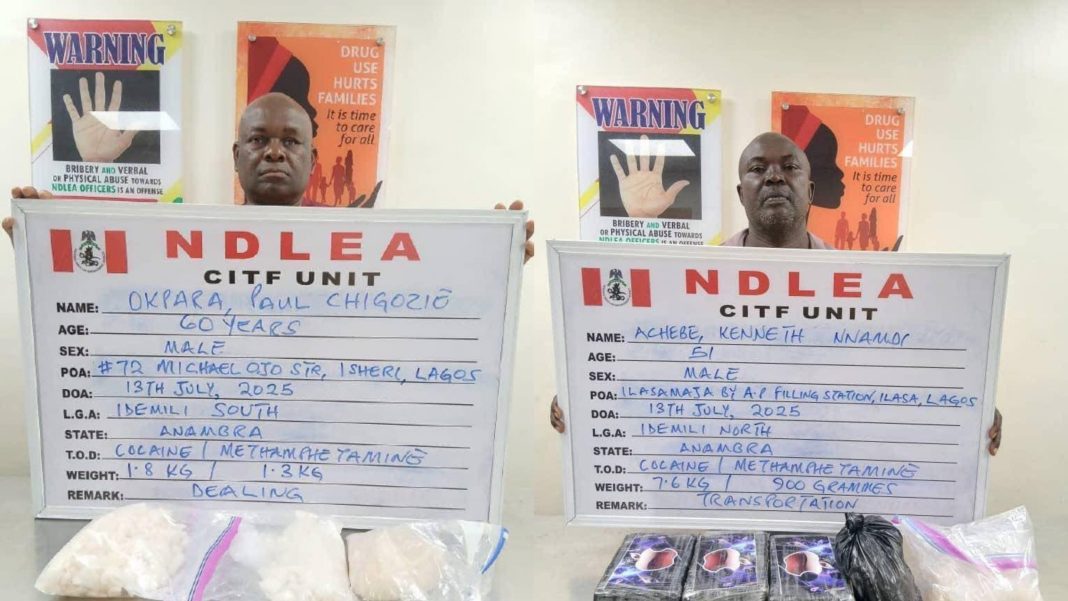 WARNING
BRIBERY AND VERBAL
OR PHYSICAL ABUSE TOWARDS
NDLEA OFFICERS IS AN OFFENSE
DRUG
USE
HURTS
FAMILIES
It is time
to care
for all
NDLEA
CITF UNIT
NAME: OKPARA, PAUL CHIGOZIE
AGE: 60 YEARS
SEX: MALE
POA: #72 MICHAEL OJO STR, ISHERI, LAGOS
DOA: 13TH JULY, 2025
L.G.A: IDEMILI SOUTH
STATE: ANAMBRA
T.O.D: COCAINE / METHAMPHETAMINE
WEIGHT: 1.8 KG / 1.3 KG
REMARK: DEALING
WARNING
BRIBERY AND VERBAL
OR PHYSICAL ABUSE TOWARDS
NDLEA OFFICERS IS AN OFFENSE
DRUG
USE
HURTS
FAMILIES
It is time
to care
for all
NDLEA
CITF UNIT
NAME: ACHEBE, KENNETH NNAMDI
AGE: 51
SEX: MALE
POA: ILASAMAJA BY A.P FILLING STATION, ILASA, LAGOS
DOA: 13TH JULY, 2025
L.G.A: IDEMILI NORTH
STATE: ANAMBRA
T.O.D: COCAINE / METHAMPHETAMINE
WEIGHT: 7.6 KG / 900 GRAMMES
REMARK: TRANSPORTATION